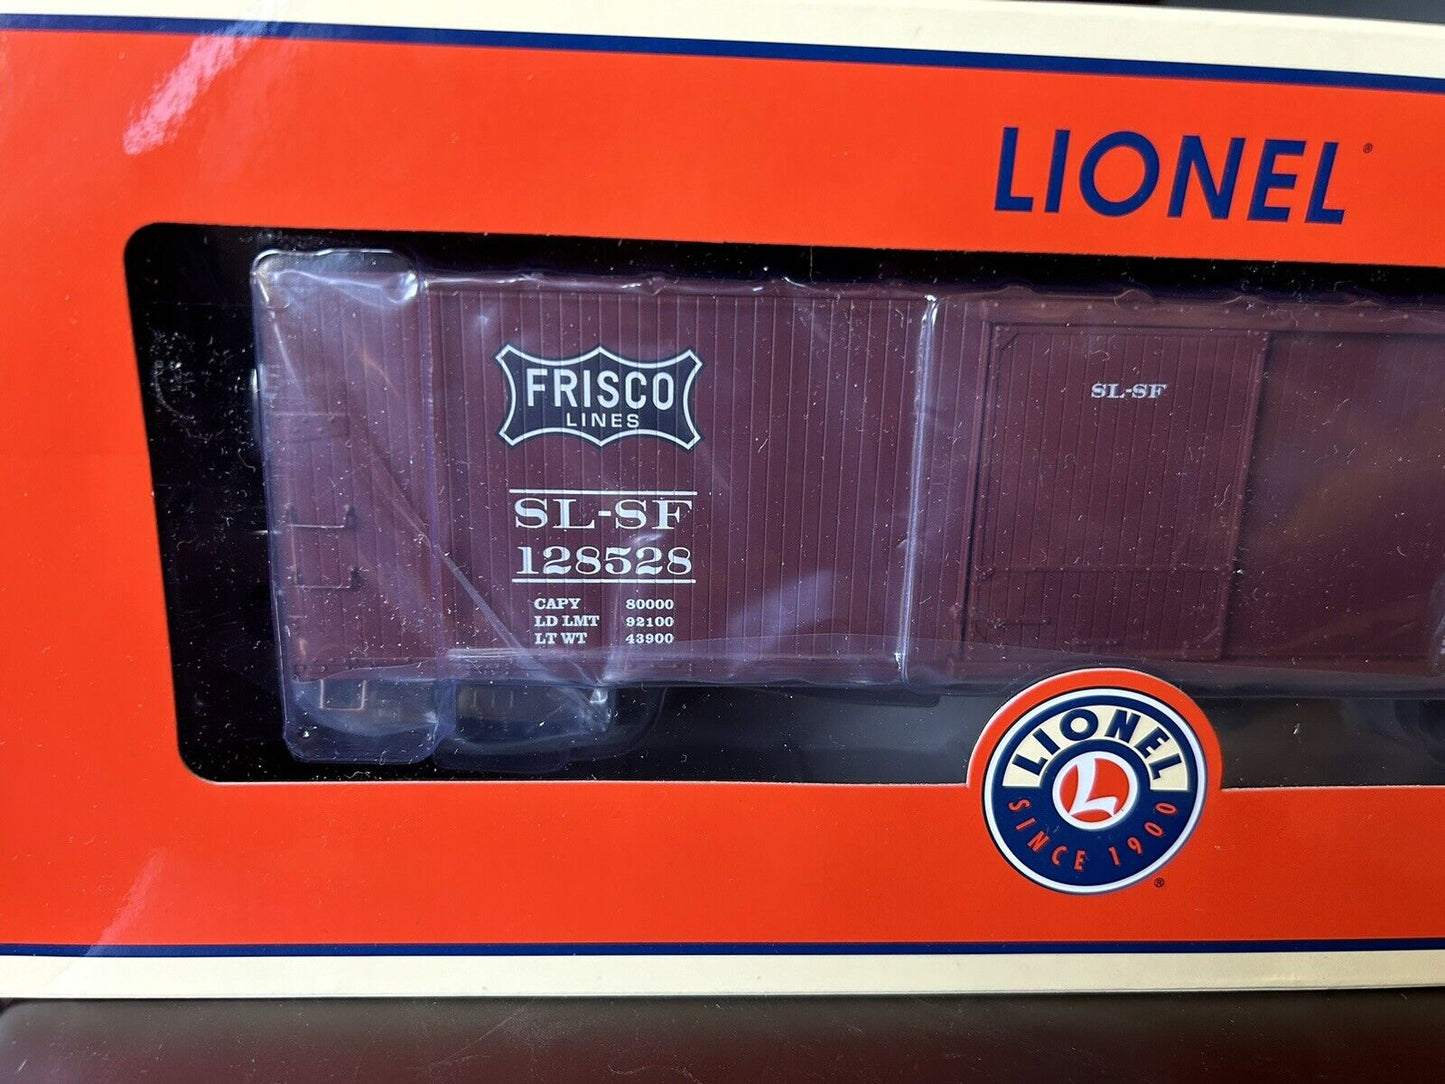 LIONEL®
FRISCO
LINES
SL-SF
SL-SF
128528
CAPY 80000
LD LMT 92100
LT WT 43900
LIONEL
L
SINCE 1900
®